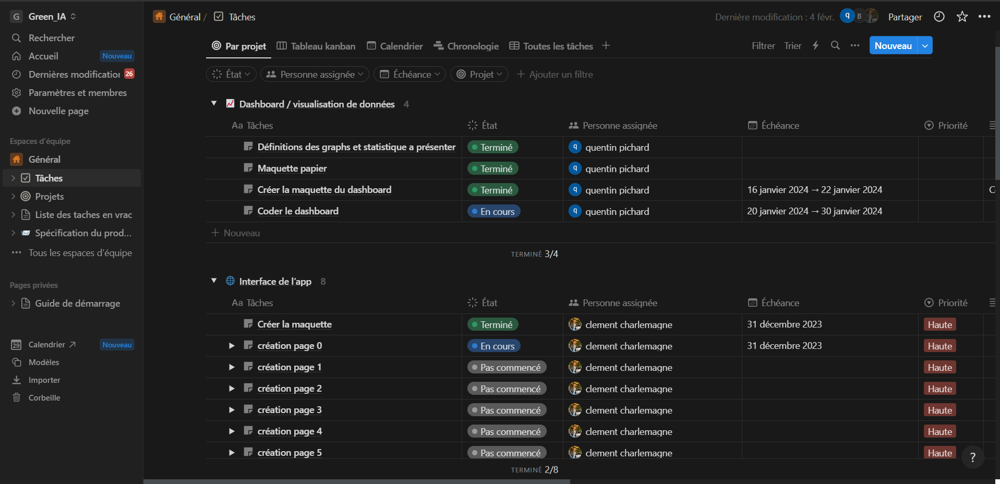 G Green_IA
Rechercher
Accueil Nouveau
Dernières modification 26
Paramètres et membres
Nouvelle page
Espaces d'équipe
Général
Tâches
Projets
Liste des taches en vrac
Spécification du prod...
Tous les espaces d'équipe
Pages privées
Guide de démarrage
29 Calendrier Nouveau
Modèles
Importer
Corbeille
Général / Tâches
Dernière modification : 4 févr. q B Partager
Par projet Tableau kanban Calendrier Chronologie Toutes les tâches
Filtrer Trier Nouveau
État Personne assignée Échéance Projet Ajouter un filtre
Dashboard / visualisation de données 4
Aa Tâches État Personne assignée Échéance Priorité
Définitions des graphs et statistique a présenter Terminé q quentin pichard
Maquette papier Terminé q quentin pichard
Créer la maquette du dashboard Terminé q quentin pichard 16 janvier 2024 → 22 janvier 2024
Coder le dashboard En cours q quentin pichard 20 janvier 2024 → 30 janvier 2024
Nouveau
TERMINÉ 3/4
Interface de l'app 8
Aa Tâches État Personne assignée Échéance Priorité
Créer la maquette Terminé clement charlemagne 31 décembre 2023 Haute
création page 0 En cours clement charlemagne 31 décembre 2023 Haute
création page 1 Pas commencé clement charlemagne Haute
création page 2 Pas commencé clement charlemagne Haute
création page 3 Pas commencé clement charlemagne Haute
création page 4 Pas commencé clement charlemagne Haute
création page 5 Pas commencé clement charlemagne Haute
TERMINÉ 2/8
?